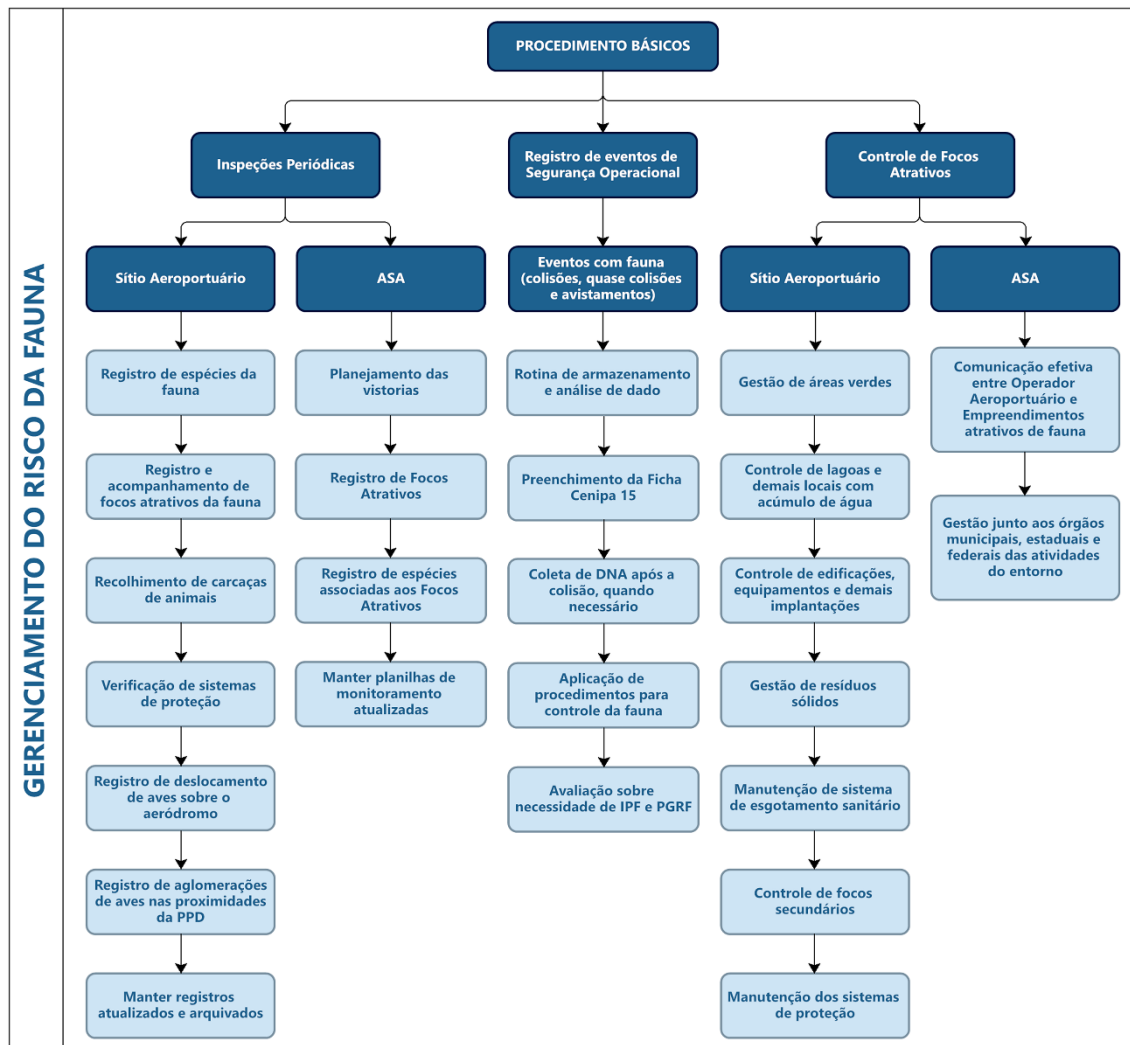 GERENCIAMENTO DO RISCO DA FAUNA
PROCEDIMENTO BÁSICOS
Inspeções Periódicas
Registro de eventos de
Segurança Operacional
Controle de Focos
Atrativos
Sítio Aeroportuário
ASA
Eventos com fauna
(colisões, quase colisões
e avistamentos)
Sítio Aeroportuário
ASA
Registro de espécies da
fauna
Registro e
acompanhamento de
focos atrativos da fauna
Recolhimento de carcaças
de animais
Verificação de sistemas
de proteção
Registro de deslocamento
de aves sobre o
aeródromo
Registro de aglomerações
de aves nas proximidades
da PPD
Manter registros
atualizados e arquivados
Planejamento das
vistorias
Registro de Focos
Atrativos
Registro de espécies
associadas aos Focos
Atrativos
Manter planilhas de
monitoramento
atualizadas
Rotina de armazenamento
e análise de dado
Preenchimento da Ficha
Cenipa 15
Coleta de DNA após a
colisão, quando
necessário
Aplicação de
procedimentos para
controle da fauna
Avaliação sobre
necessidade de IPF e PGRF
Gestão de áreas verdes
Controle de lagoas e
demais locais com
acúmulo de água
Controle de edificações,
equipamentos e demais
implantações
Gestão de resíduos
sólidos
Manutenção de sistema
de esgotamento sanitário
Controle de focos
secundários
Manutenção dos sistemas
de proteção
Comunicação efetiva
entre Operador
Aeroportuário e
Empreendimentos
atrativos de fauna
Gestão junto aos órgãos
municipais, estaduais e
federais das atividades
do entorno